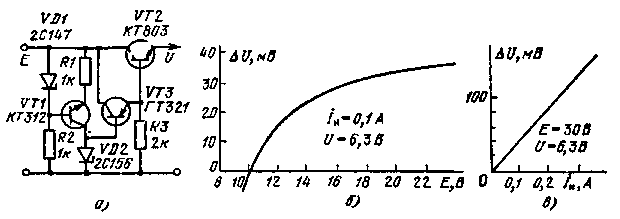 VD1
2С147
VT2
КТ803
E
R1
1к
U
VT1
КТ312
VT3
ГТ321
R2
1к
VD2
2С156
R3
2к
а)
40 ΔU, мВ
30
20
10
0
iн=0,1 А
U=6,3 В
8 10 12 14 16 18 20 22 E, В
б)
ΔU, мВ
100
0
E=30 В
U=6,3 В
0,1 0,2 Iн, А
в)